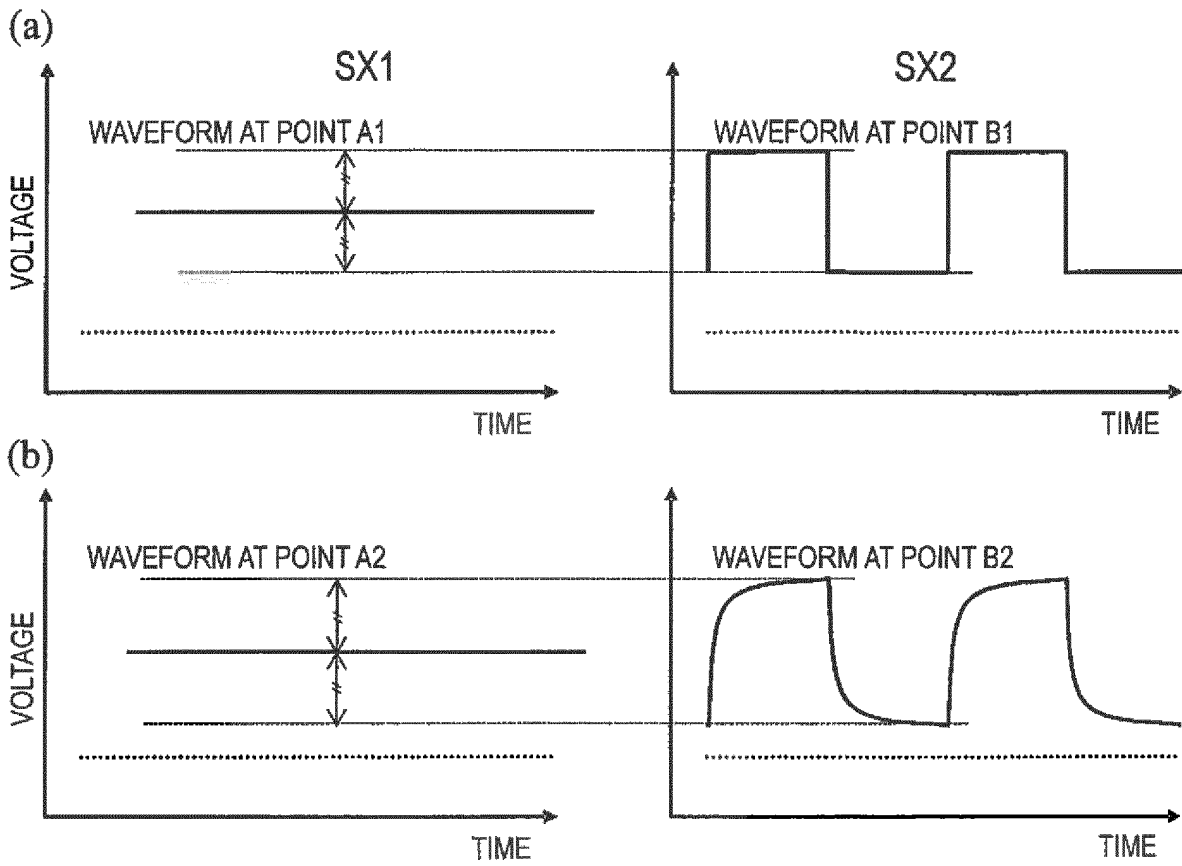 (a)
SX1
SX2
WAVEFORM AT POINT A1
WAVEFORM AT POINT B1
VOLTAGE
TIME
TIME
(b)
WAVEFORM AT POINT A2
WAVEFORM AT POINT B2
VOLTAGE
TIME
TIME